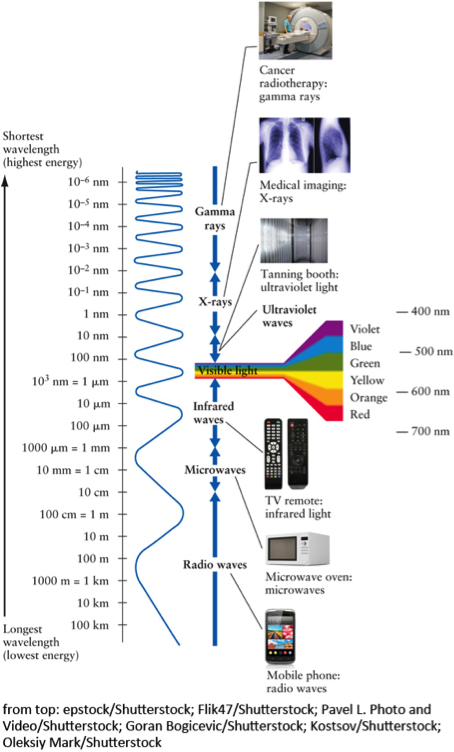 Cancer
radiotherapy:
gamma rays
Shortest
wavelength
(highest energy)
Medical imaging:
X-rays
10⁻⁶ nm
10⁻⁵ nm
10⁻⁴ nm
10⁻³ nm
10⁻² nm
10⁻¹ nm
1 nm
10 nm
100 nm
10³ nm = 1 μm
10 μm
100 μm
1000 μm = 1 mm
10 mm = 1 cm
10 cm
100 cm = 1 m
10 m
100 m
1000 m = 1 km
10 km
100 km
Longest
wavelength
(lowest energy)
Gamma
rays
X-rays
Tanning booth:
ultraviolet light
Ultraviolet
waves
Visible light
Violet
Blue
Green
Yellow
Orange
Red
400 nm
500 nm
600 nm
700 nm
Infrared
waves
Microwaves
Radio waves
TV remote:
infrared light
Microwave oven:
microwaves
Mobile phone:
radio waves
from top: epstock/Shutterstock; Flik47/Shutterstock; Pavel L. Photo and
Video/Shutterstock; Goran Bogicevic/Shutterstock; Kostsov/Shutterstock;
Oleksiy Mark/Shutterstock